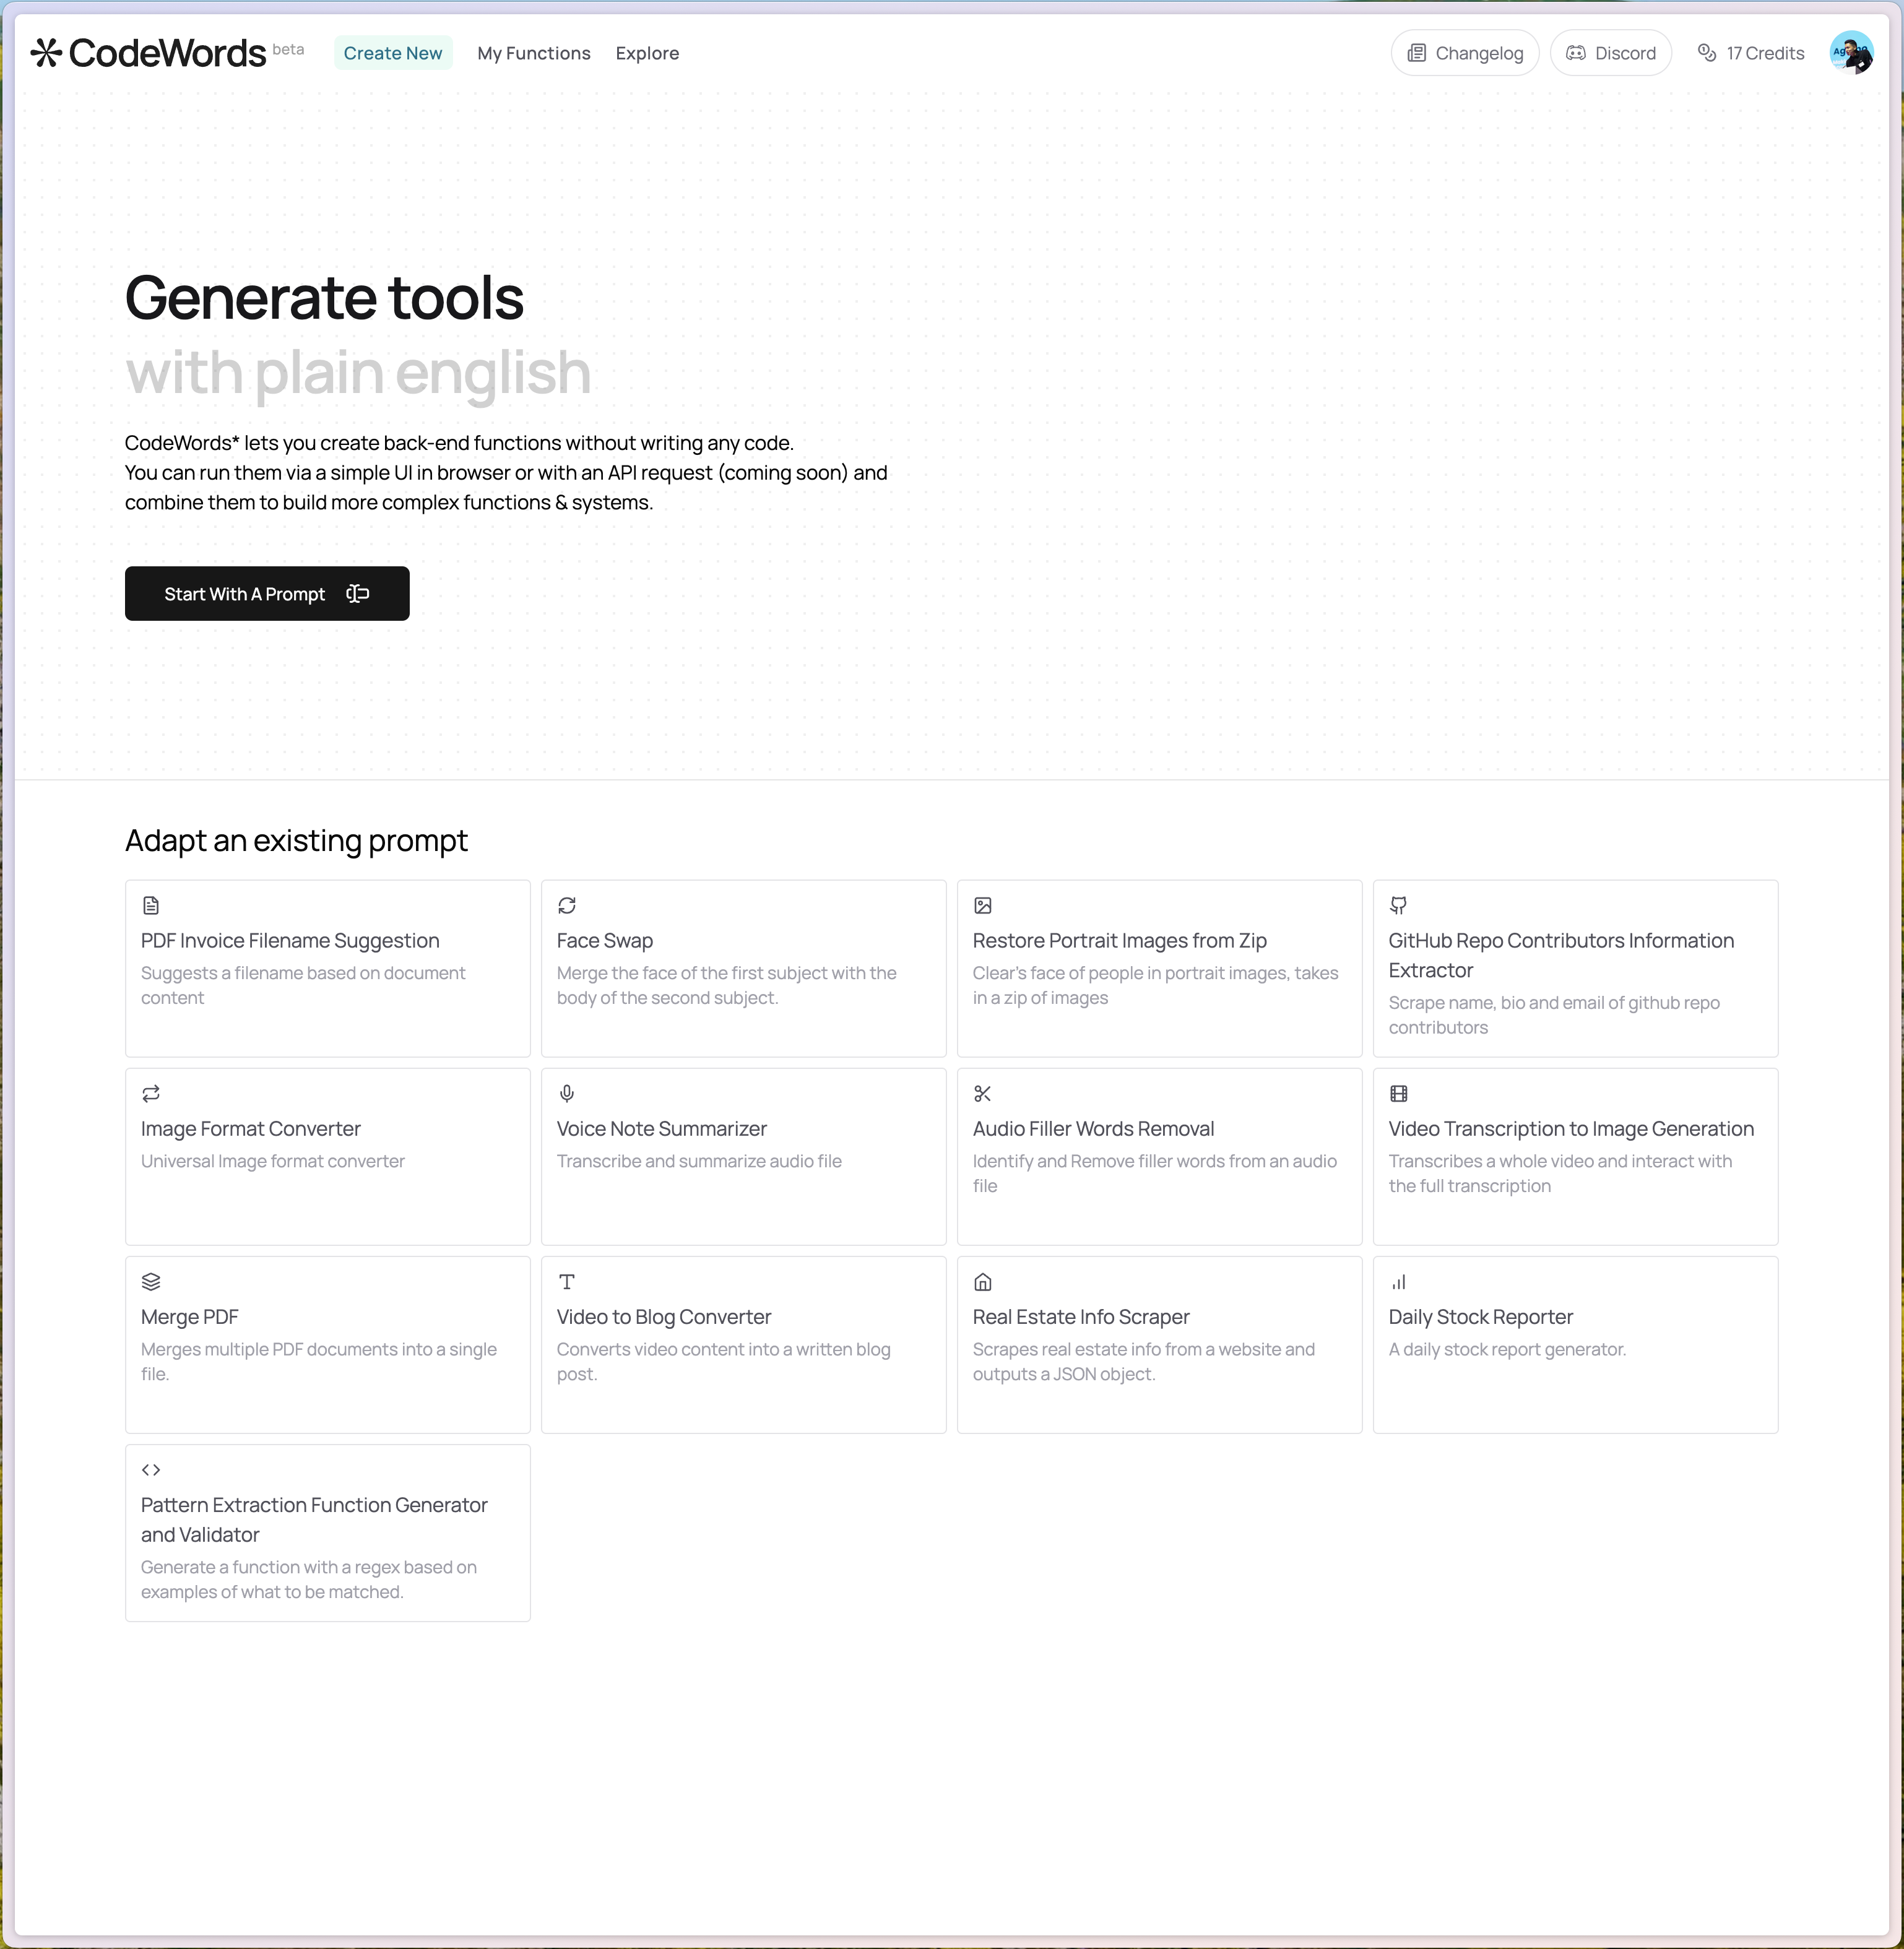 CodeWords beta
Create New
My Functions
Explore
Changelog
Discord
17 Credits
Generate tools
with plain english
CodeWords* lets you create back-end functions without writing any code.
You can run them via a simple UI in browser or with an API request (coming soon) and
combine them to build more complex functions & systems.
Start With A Prompt
Adapt an existing prompt
PDF Invoice Filename Suggestion
Suggests a filename based on document
content
Face Swap
Merge the face of the first subject with the
body of the second subject.
Restore Portrait Images from Zip
Clear's face of people in portrait images, takes
in a zip of images
GitHub Repo Contributors Information
Extractor
Scrape name, bio and email of github repo
contributors
Image Format Converter
Universal Image format converter
Voice Note Summarizer
Transcribe and summarize audio file
Audio Filler Words Removal
Identify and Remove filler words from an audio
file
Video Transcription to Image Generation
Transcribes a whole video and interact with
the full transcription
Merge PDF
Merges multiple PDF documents into a single
file.
Video to Blog Converter
Converts video content into a written blog
post.
Real Estate Info Scraper
Scrapes real estate info from a website and
outputs a JSON object.
Daily Stock Reporter
A daily stock report generator.
Pattern Extraction Function Generator
and Validator
Generate a function with a regex based on
examples of what to be matched.